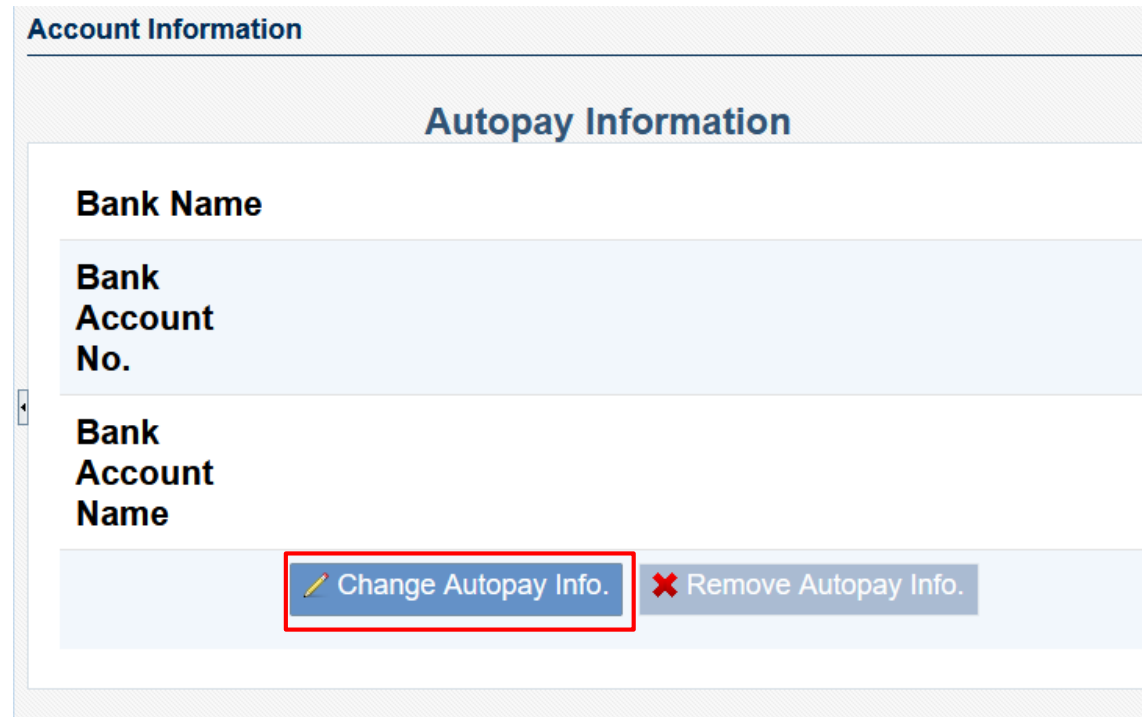 Account Information
Autopay Information
Bank Name
Bank
Account
No.
Bank
Account
Name
Change Autopay Info. Remove Autopay Info.